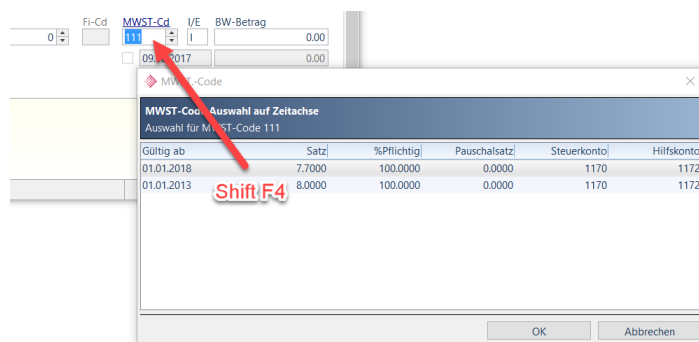 Fi-Cd MWST-Cd I/E BW-Betrag
0 111 I 0.00
2017 0.00
MWST.-Code
MWST-Code Auswahl auf Zeitachse
Auswahl für MWST-Code 111
Gültig ab Satz %Pflichtig Pauschalsatz Steuerkonto Hilfskonto
01.01.2018 7.7000 100.0000 0.0000 1170 1172
01.01.2013 8.0000 100.0000 0.0000 1170 1172
Shift F4
OK Abbrechen